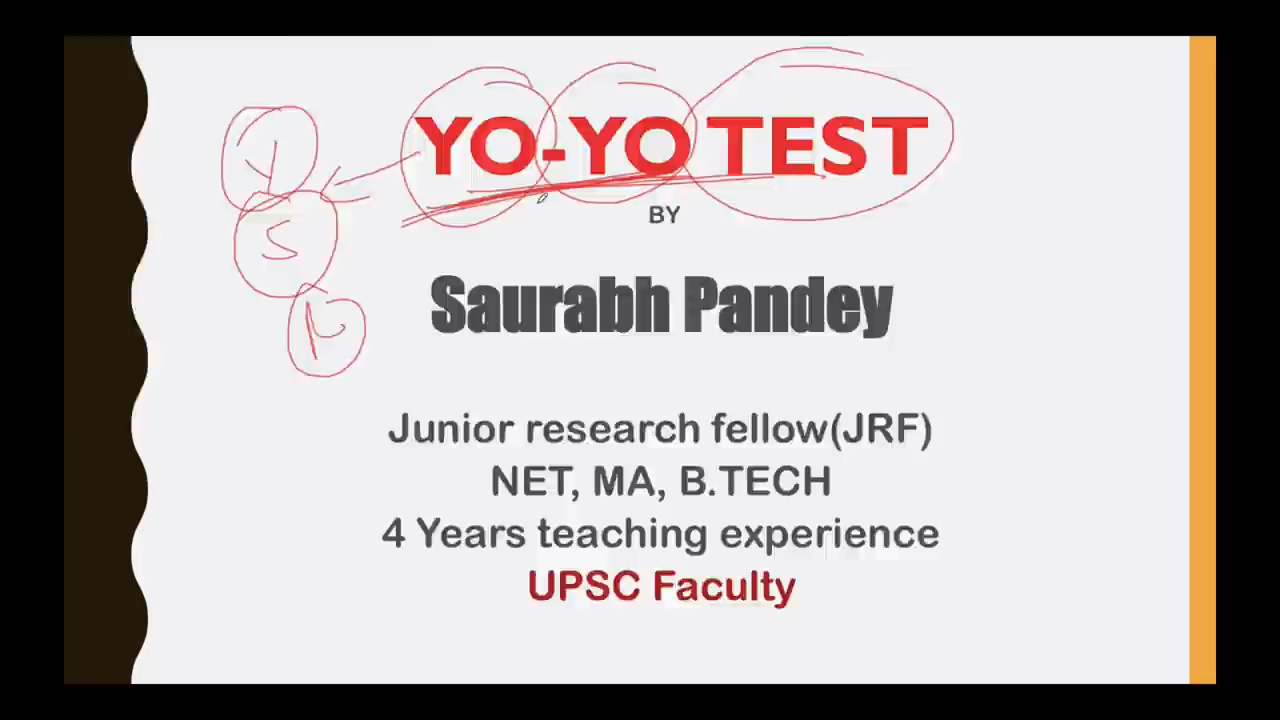 YO-YO TEST
BY
Saurabh Pandey
Junior research fellow(JRF)
NET, MA, B.TECH
4 Years teaching experience
UPSC Faculty